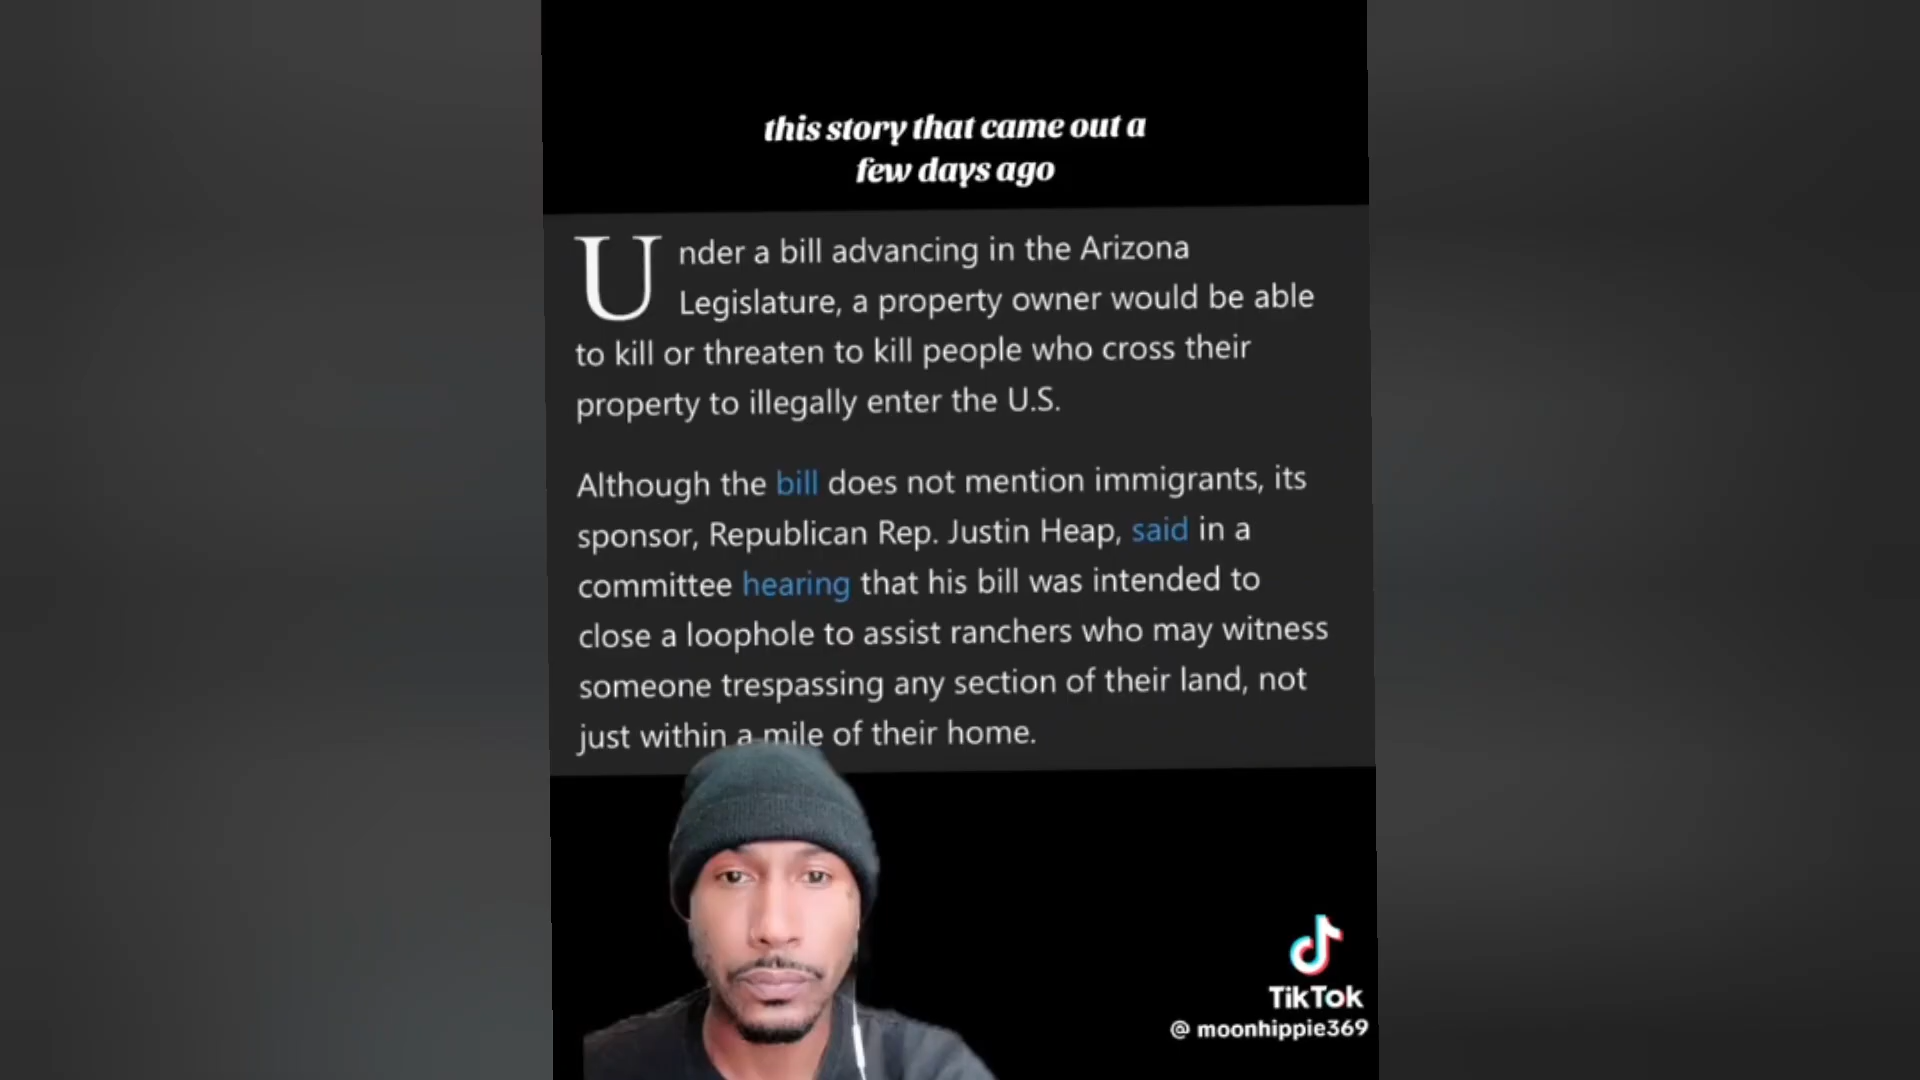 this story that came out a
few days ago
Under a bill advancing in the Arizona
Legislature, a property owner would be able
to kill or threaten to kill people who cross their
property to illegally enter the U.S.
Although the bill does not mention immigrants, its
sponsor, Republican Rep. Justin Heap, said in a
committee hearing that his bill was intended to
close a loophole to assist ranchers who may witness
someone trespassing any section of their land, not
just within a mile of their home.
TikTok
@ moonhippie369